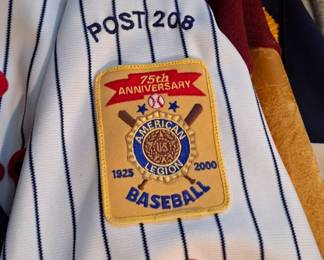 POST 208
75th
ANNIVERSARY
AMERICAN
U.S.
LEGION
1925 2000
BASEBALL